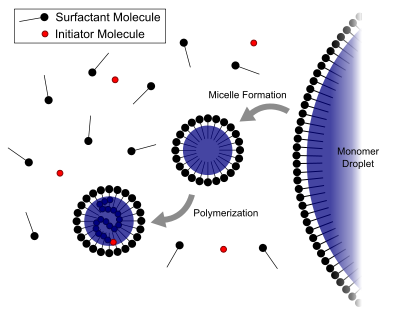 Surfactant Molecule
Initiator Molecule
Micelle Formation
Monomer
Droplet
Polymerization